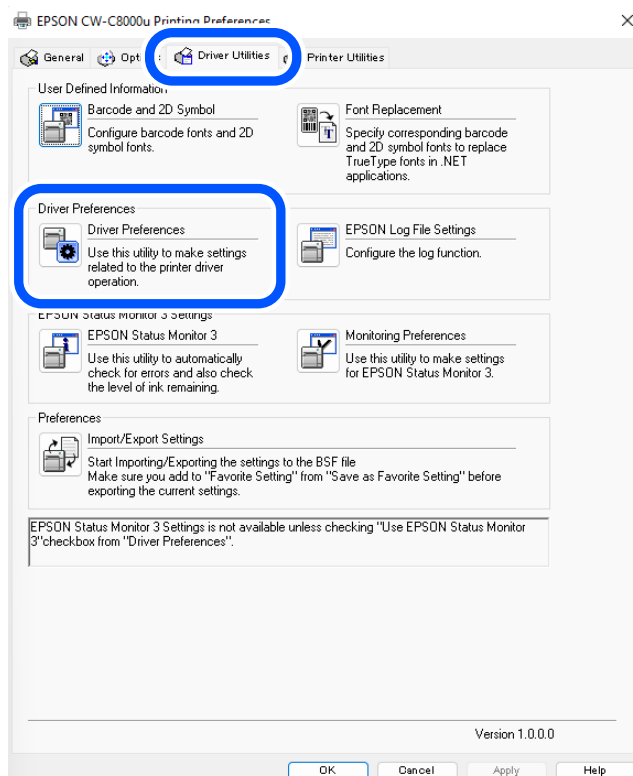 EPSON CW-C8000u Printing Preferences
General
Driver Utilities
Printer Utilities
User Defined Information
Barcode and 2D Symbol
Configure barcode fonts and 2D
symbol fonts.
Font Replacement
Specify corresponding barcode
and 2D symbol fonts to replace
TrueType fonts in .NET
applications.
Driver Preferences
Driver Preferences
Use this utility to make settings
related to the printer driver
operation.
EPSON Log File Settings
Configure the log function.
EPSON Status Monitor 3 Settings
EPSON Status Monitor 3
Use this utility to automatically
check for errors and also check
the level of ink remaining.
Monitoring Preferences
Use this utility to make settings
for EPSON Status Monitor 3.
Preferences
Import/Export Settings
Start Importing/Exporting the settings to the BSF file
Make sure you add to "Favorite Setting" from "Save as Favorite Setting" before
exporting the current settings.
EPSON Status Monitor 3 Settings is not available unless checking "Use EPSON Status Monitor
3"checkbox from "Driver Preferences".
Version 1.0.0.0
OK
Cancel
Apply
Help